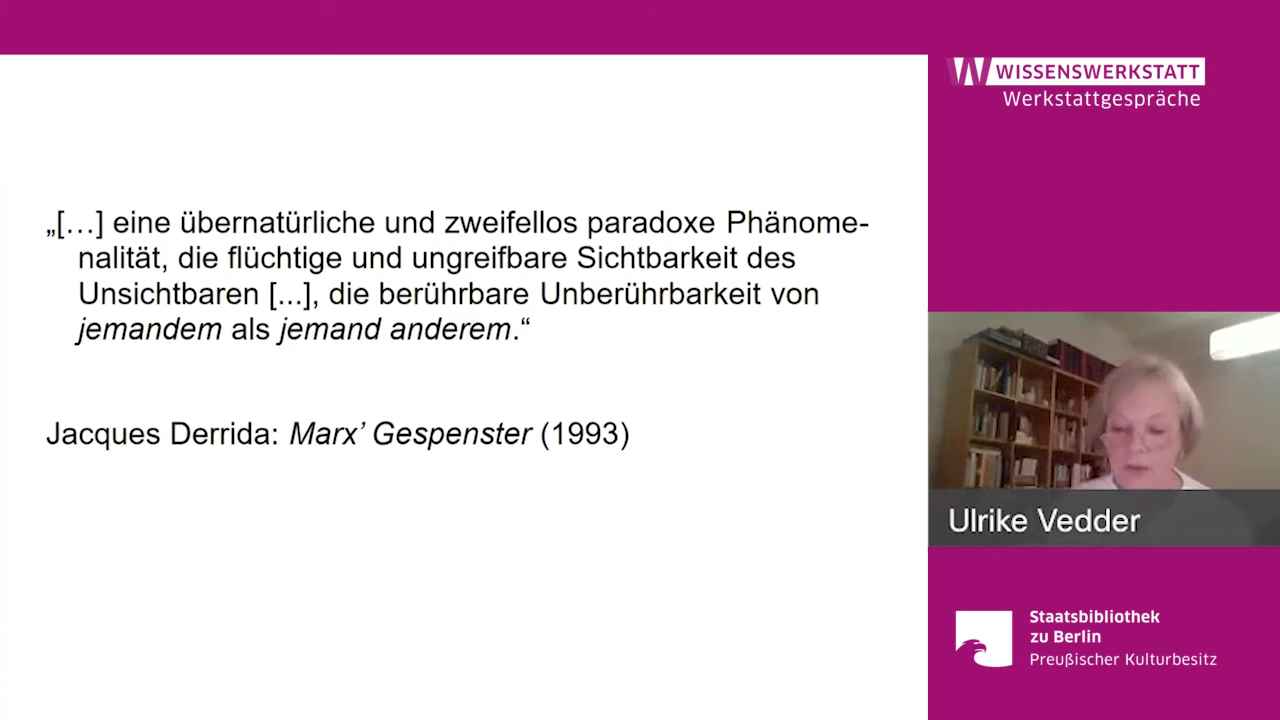 „[…] eine übernatürliche und zweifellos paradoxe Phänome-
nalität, die flüchtige und ungreifbare Sichtbarkeit des
Unsichtbaren [...], die berührbare Unberührbarkeit von
jemandem als jemand anderem.“
Jacques Derrida: Marx’ Gespenster (1993)
W WISSENSWERKSTATT
Werkstattgespräche
Ulrike Vedder
Staatsbibliothek
zu Berlin
Preußischer Kulturbesitz